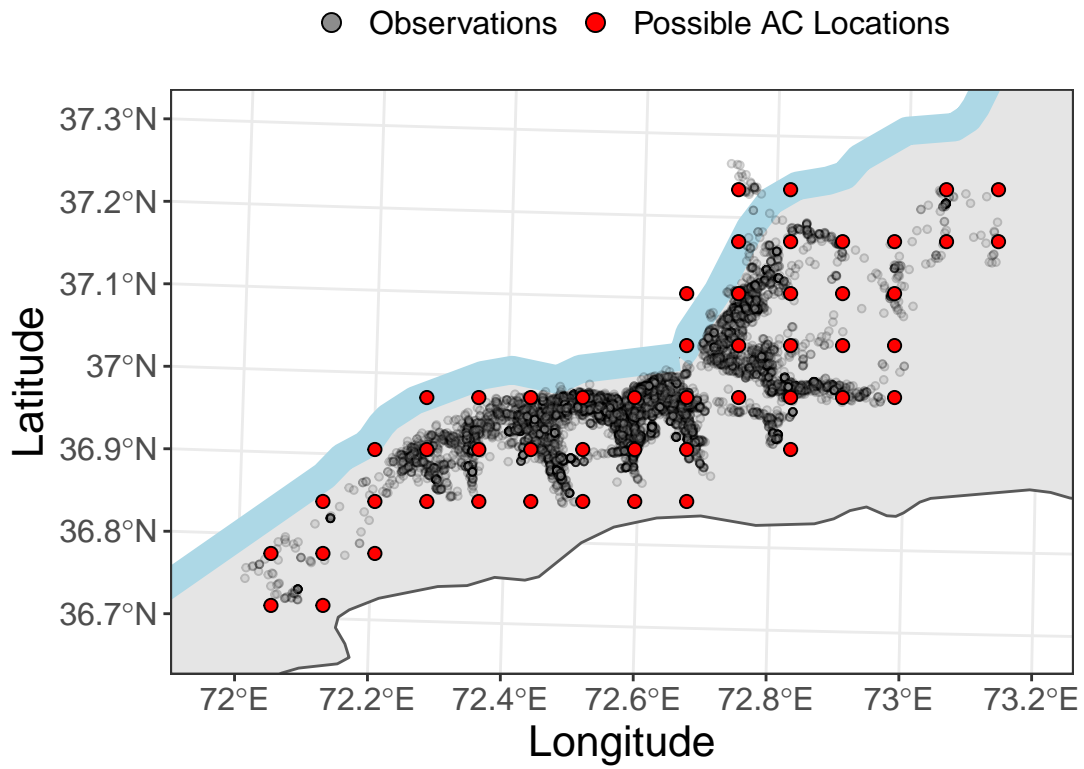 Observations Possible AC Locations
37.3°N
37.2°N
37.1°N
37°N
36.9°N
36.8°N
36.7°N
Latitude
72°E 72.2°E 72.4°E 72.6°E 72.8°E 73°E 73.2°E
Longitude